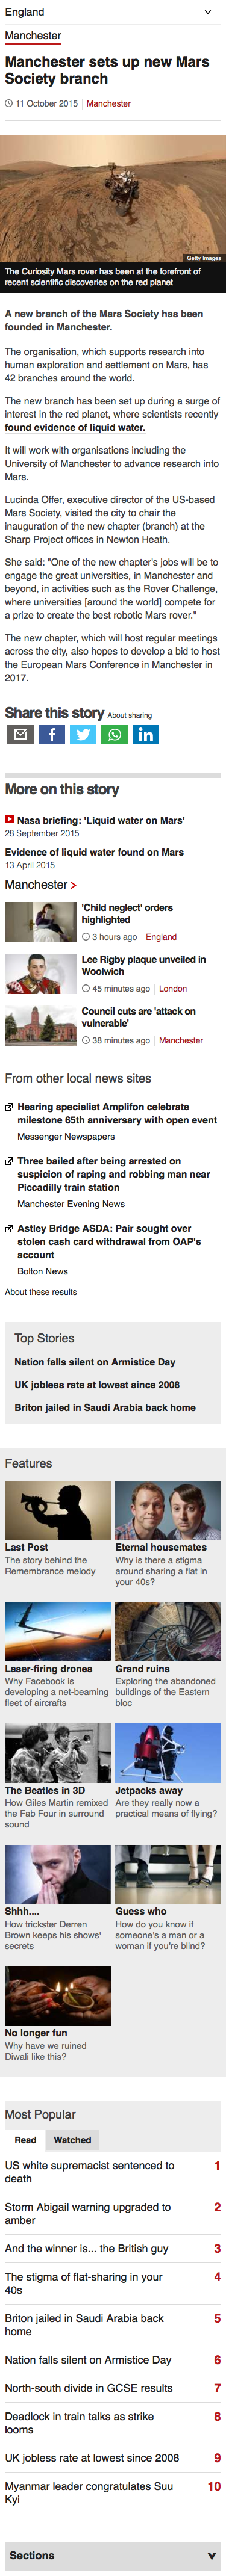 England
Manchester
Manchester sets up new Mars
Society branch
11 October 2015 Manchester
Getty Images
The Curiosity Mars rover has been at the forefront of
recent scientific discoveries on the red planet
A new branch of the Mars Society has been
founded in Manchester.
The organisation, which supports research into
human exploration and settlement on Mars, has
42 branches around the world.
The new branch has been set up during a surge of
interest in the red planet, where scientists recently
found evidence of liquid water.
It will work with organisations including the
University of Manchester to advance research into
Mars.
Lucinda Offer, executive director of the US-based
Mars Society, visited the city to chair the
inauguration of the new chapter (branch) at the
Sharp Project offices in Newton Heath.
She said: "One of the new chapter's jobs will be to
engage the great universities, in Manchester and
beyond, in activities such as the Rover Challenge,
where universities [around the world] compete for
a prize to create the best robotic Mars rover."
The new chapter, which will host regular meetings
across the city, also hopes to develop a bid to host
the European Mars Conference in Manchester in
2017.
Share this story About sharing
More on this story
Nasa briefing: 'Liquid water on Mars'
28 September 2015
Evidence of liquid water found on Mars
13 April 2015
Manchester
'Child neglect' orders
highlighted
3 hours ago England
Lee Rigby plaque unveiled in
Woolwich
45 minutes ago London
Council cuts are 'attack on
vulnerable'
38 minutes ago Manchester
From other local news sites
Hearing specialist Amplifon celebrate
milestone 65th anniversary with open event
Messenger Newspapers
Three bailed after being arrested on
suspicion of raping and robbing man near
Piccadilly train station
Manchester Evening News
Astley Bridge ASDA: Pair sought over
stolen cash card withdrawal from OAP's
account
Bolton News
About these results
Top Stories
Nation falls silent on Armistice Day
UK jobless rate at lowest since 2008
Briton jailed in Saudi Arabia back home
Features
Last Post
The story behind the
Remembrance melody
Eternal housemates
Why is there a stigma
around sharing a flat in
your 40s?
Laser-firing drones
Why Facebook is
developing a net-beaming
fleet of aircrafts
Grand ruins
Exploring the abandoned
buildings of the Eastern
bloc
The Beatles in 3D
How Giles Martin remixed
the Fab Four in surround
sound
Jetpacks away
Are they really now a
practical means of flying?
Shhh....
How trickster Derren
Brown keeps his shows'
secrets
Guess who
How do you know if
someone's a man or a
woman if you're blind?
No longer fun
Why have we ruined
Diwali like this?
Most Popular
Read Watched
US white supremacist sentenced to 1
death
Storm Abigail warning upgraded to 2
amber
And the winner is... the British guy 3
The stigma of flat-sharing in your 4
40s
Briton jailed in Saudi Arabia back 5
home
Nation falls silent on Armistice Day 6
North-south divide in GCSE results 7
Deadlock in train talks as strike 8
looms
UK jobless rate at lowest since 2008 9
Myanmar leader congratulates Suu 10
Kyi
Sections